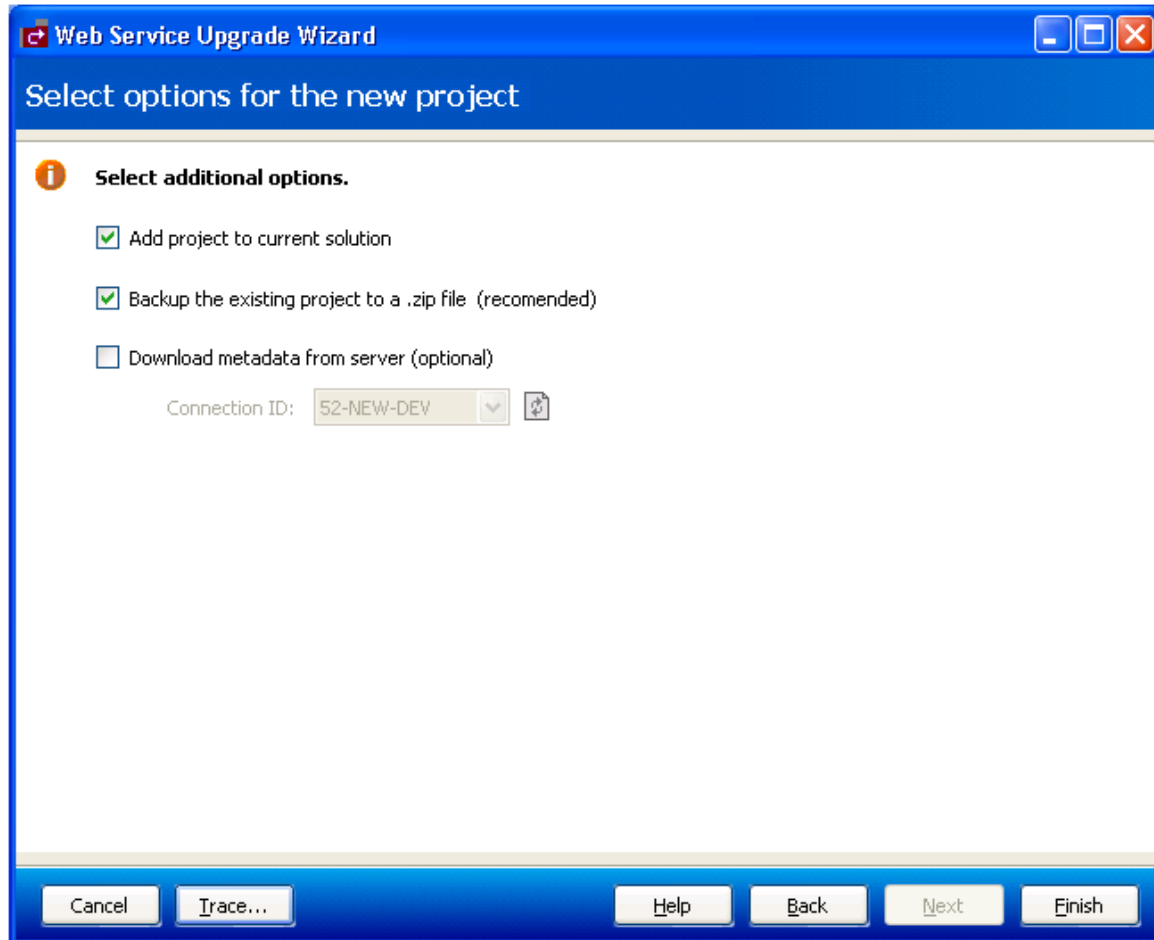 Web Service Upgrade Wizard
Select options for the new project
Select additional options.
Add project to current solution
Backup the existing project to a .zip file (recomended)
Download metadata from server (optional)
Connection ID: 52-NEW-DEV
Cancel Trace... Help Back Next Finish